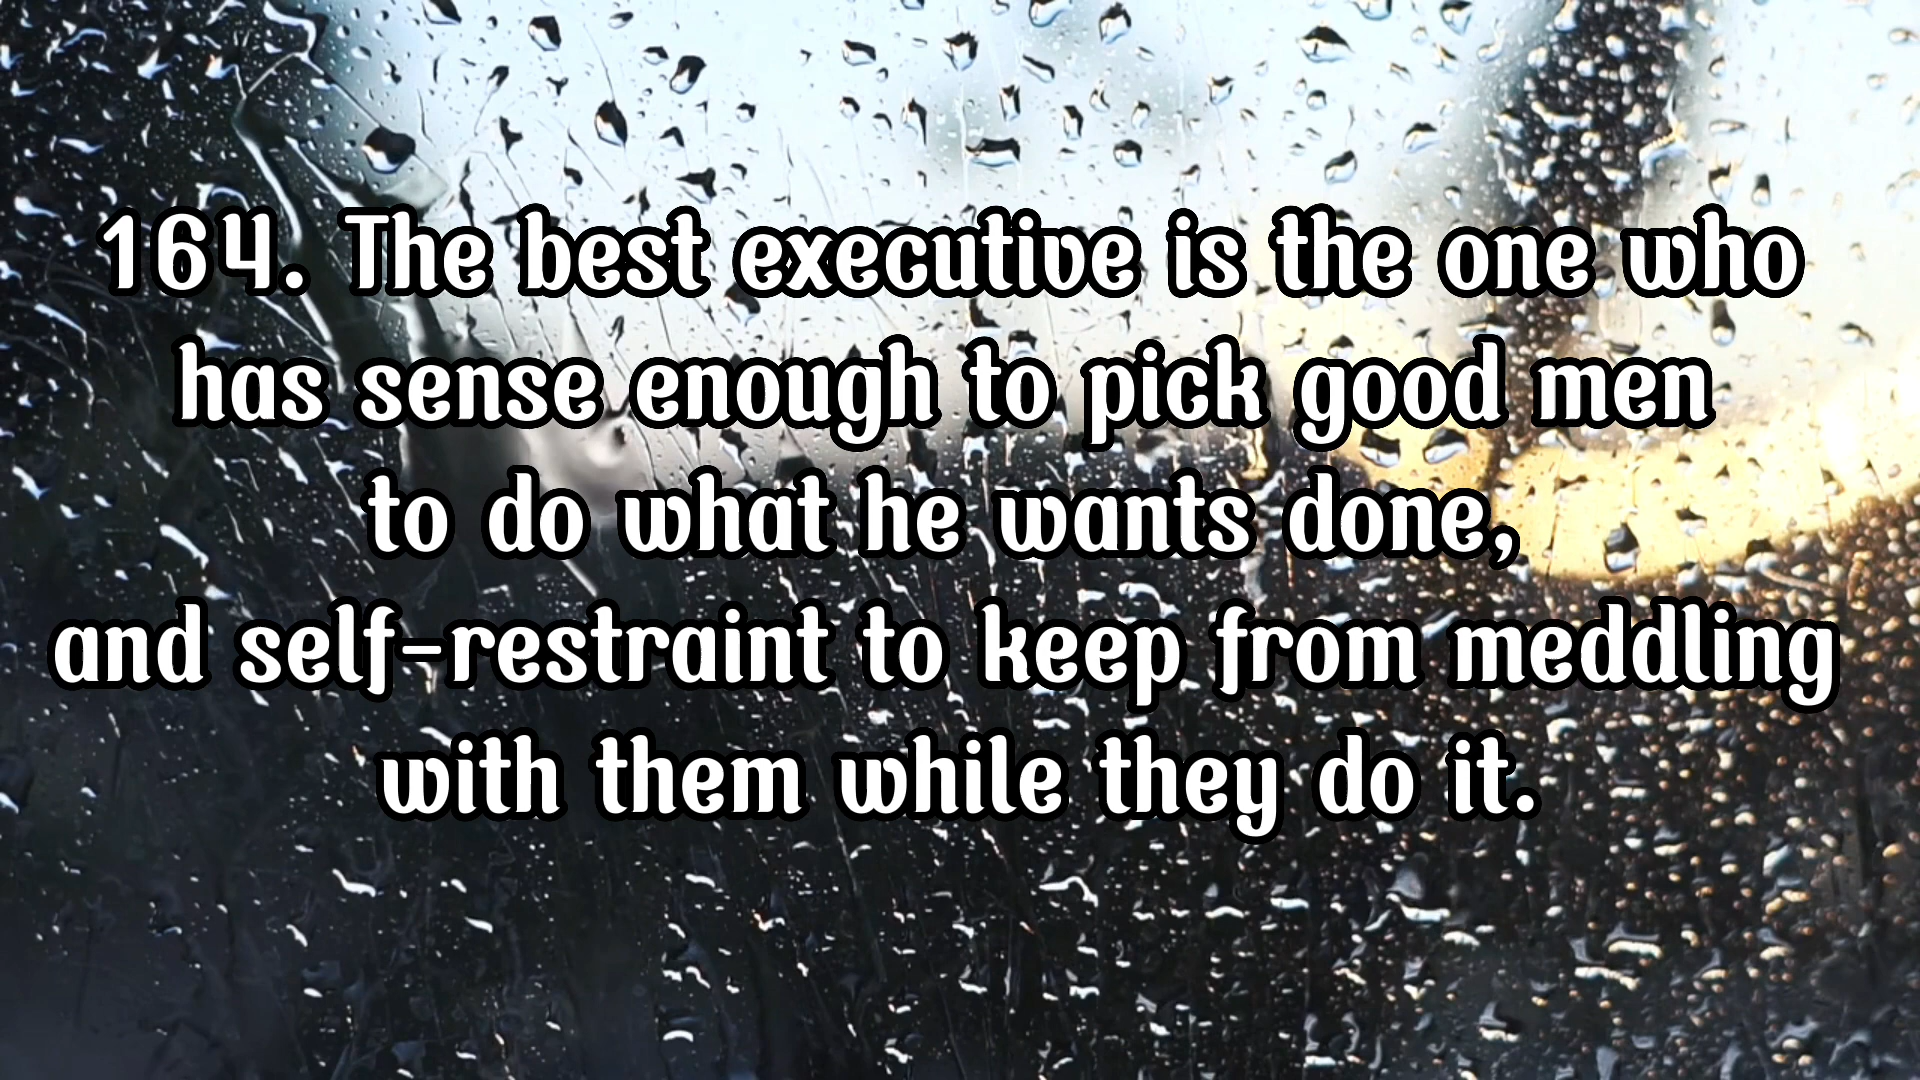 164. The best executive is the one who
has sense enough to pick good men
to do what he wants done,
and self-restraint to keep from meddling
with them while they do it.